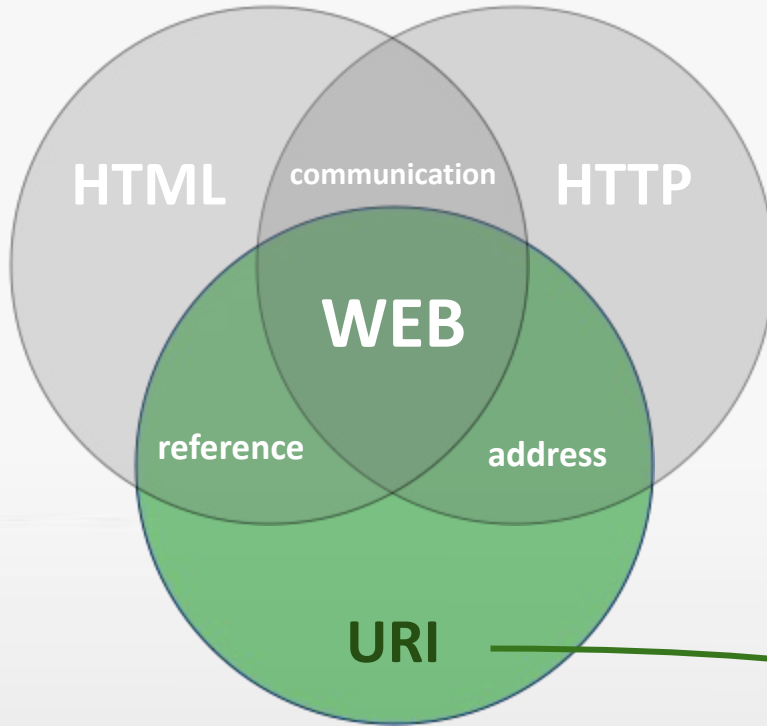 HTML
communication
HTTP
WEB
reference
address
URI